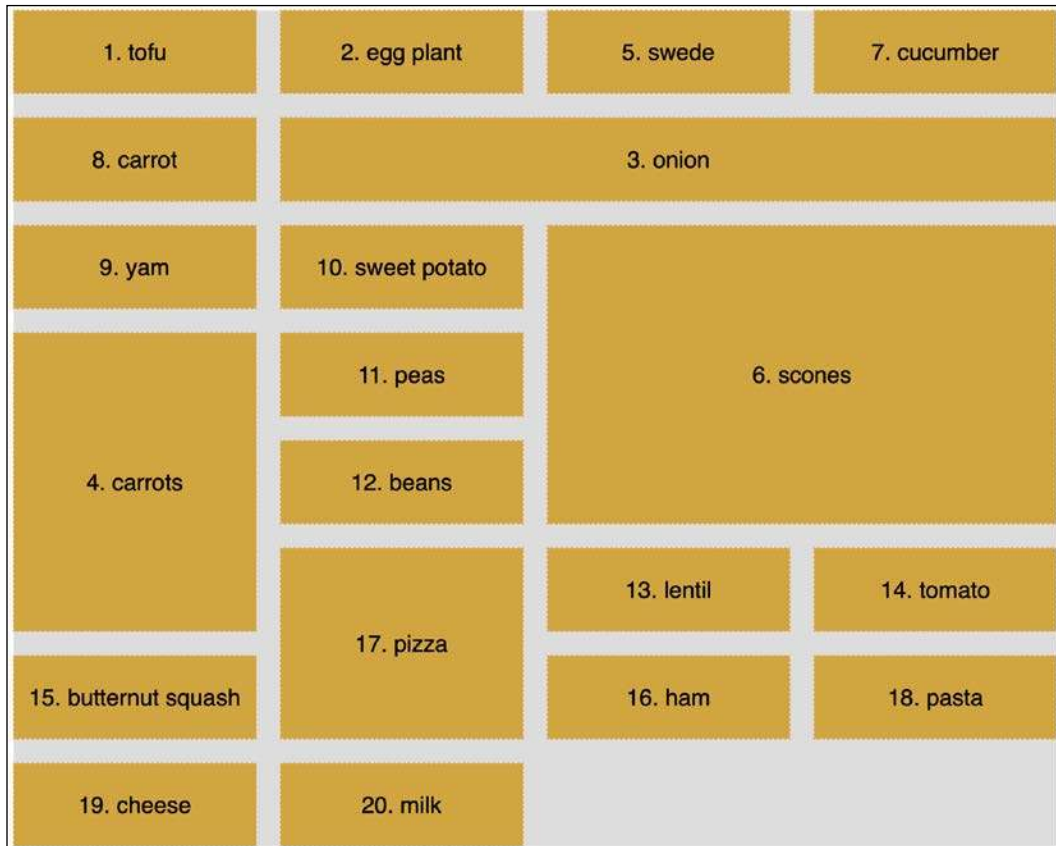 1. tofu
2. egg plant
5. swede
7. cucumber
8. carrot
3. onion
9. yam
10. sweet potato
11. peas
6. scones
4. carrots
12. beans
13. lentil
14. tomato
17. pizza
15. butternut squash
16. ham
18. pasta
19. cheese
20. milk